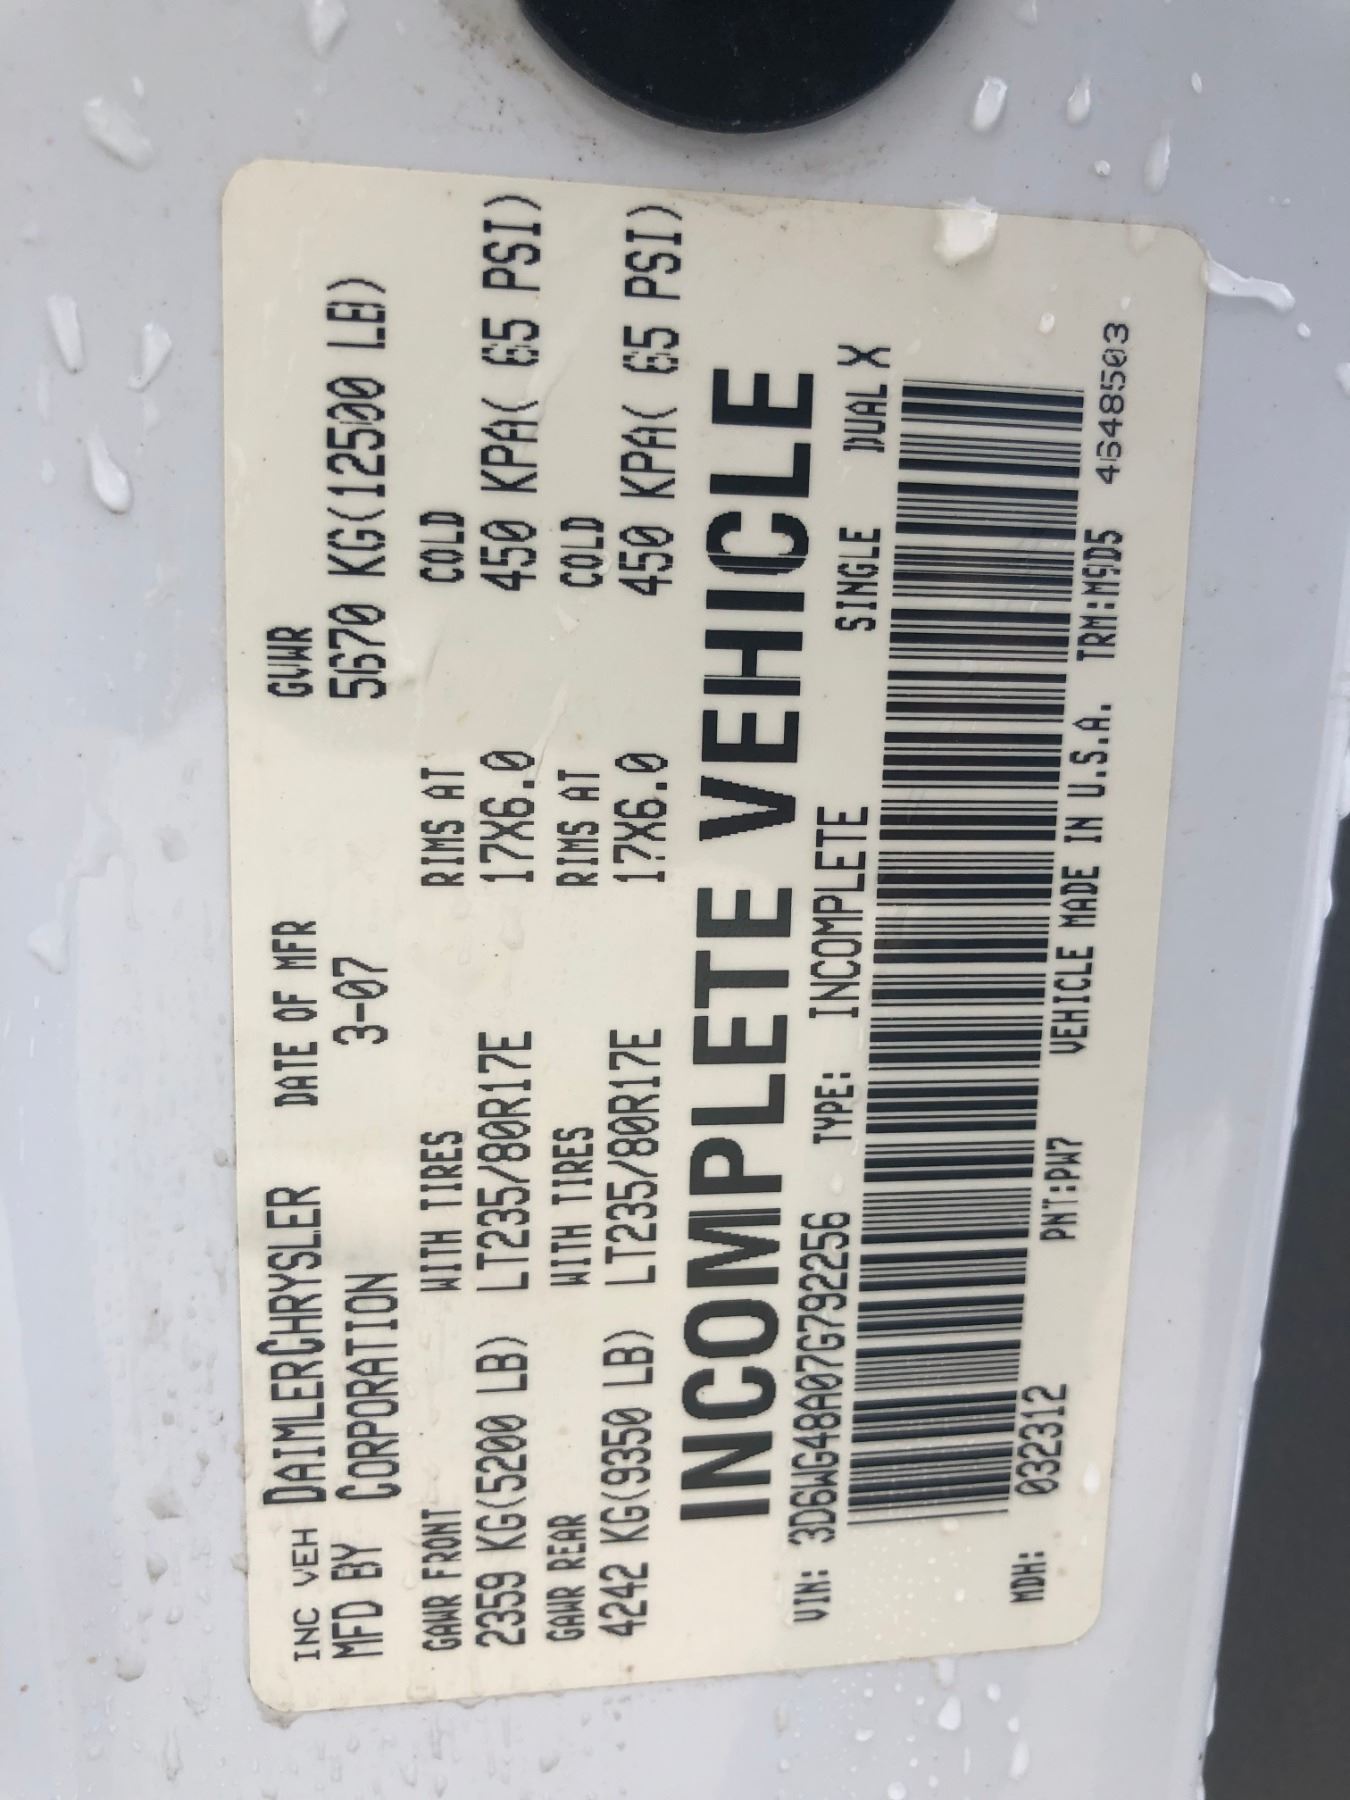 INC VEH DAIMLERCHRYSLER DATE OF MFR GVWR
MFD BY CORPORATION 3-07 5670 KG(12500 LB)
GAWR FRONT WITH TIRES RIMS AT COLD
2359 KG(5200 LB) LT235/80R17E 17X6.0 450 KPA( 65 PSI)
GAWR REAR WITH TIRES RIMS AT COLD
4242 KG(9350 LB) LT235/80R17E 17X6.0 450 KPA( 65 PSI)
INCOMPLETE VEHICLE
VIN: 3D6WG48A07G792256 TYPE: INCOMPLETE SINGLE DUAL X
MDH: 032312 PNT:PW7 VEHICLE MADE IN U.S.A. TRM:M9D5 4648503